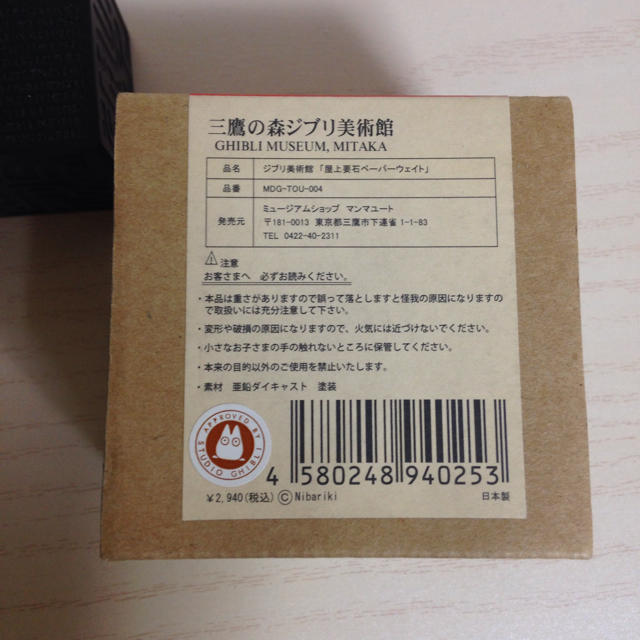 三鷹の森ジブリ美術館
GHIBLI MUSEUM, MITAKA
品名 ジブリ美術館「屋上要石ペーパーウェイト」
品番 MDG-TOU-004
発売元 ミュージアムショップ マンマユート
〒181-0013 東京都三鷹市下連雀 1-1-83
TEL 0422-40-2311
⚠注意
お客さまへ 必ずお読みください。
・本品は重さがありますので誤って落としますと怪我の原因になりますの
で取扱いには充分注意して下さい。
・変形や破損の原因になりますので、火気には近づけないでください。
・小さなお子さまの手の触れないところに保管してください。
・本来の目的以外のご使用を禁止いたします。
・素材 亜鉛ダイキャスト 塗装
APPROVED BY
STUDIO GHIBLI
4 580248 940253
¥2,940(税込) ©Nibariki
日本製